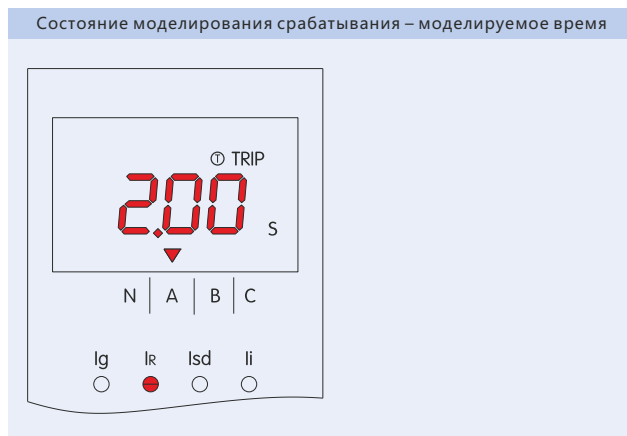 Состояние моделирования срабатывания – моделируемое время
Ⓣ TRIP
2.00 S
N A B C
Ig IR Isd Ii